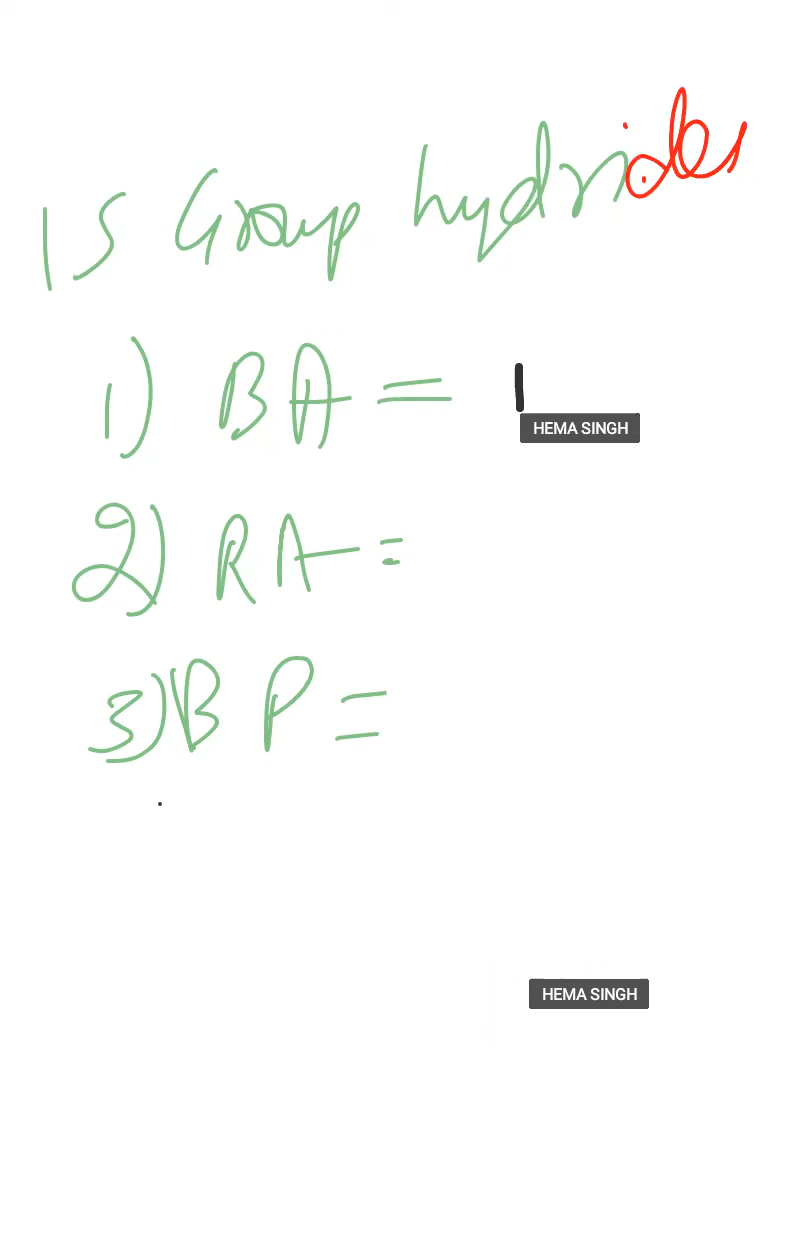 15 Group hydrides
1) BA =
HEMA SINGH
2) RA =
3) BP =
HEMA SINGH